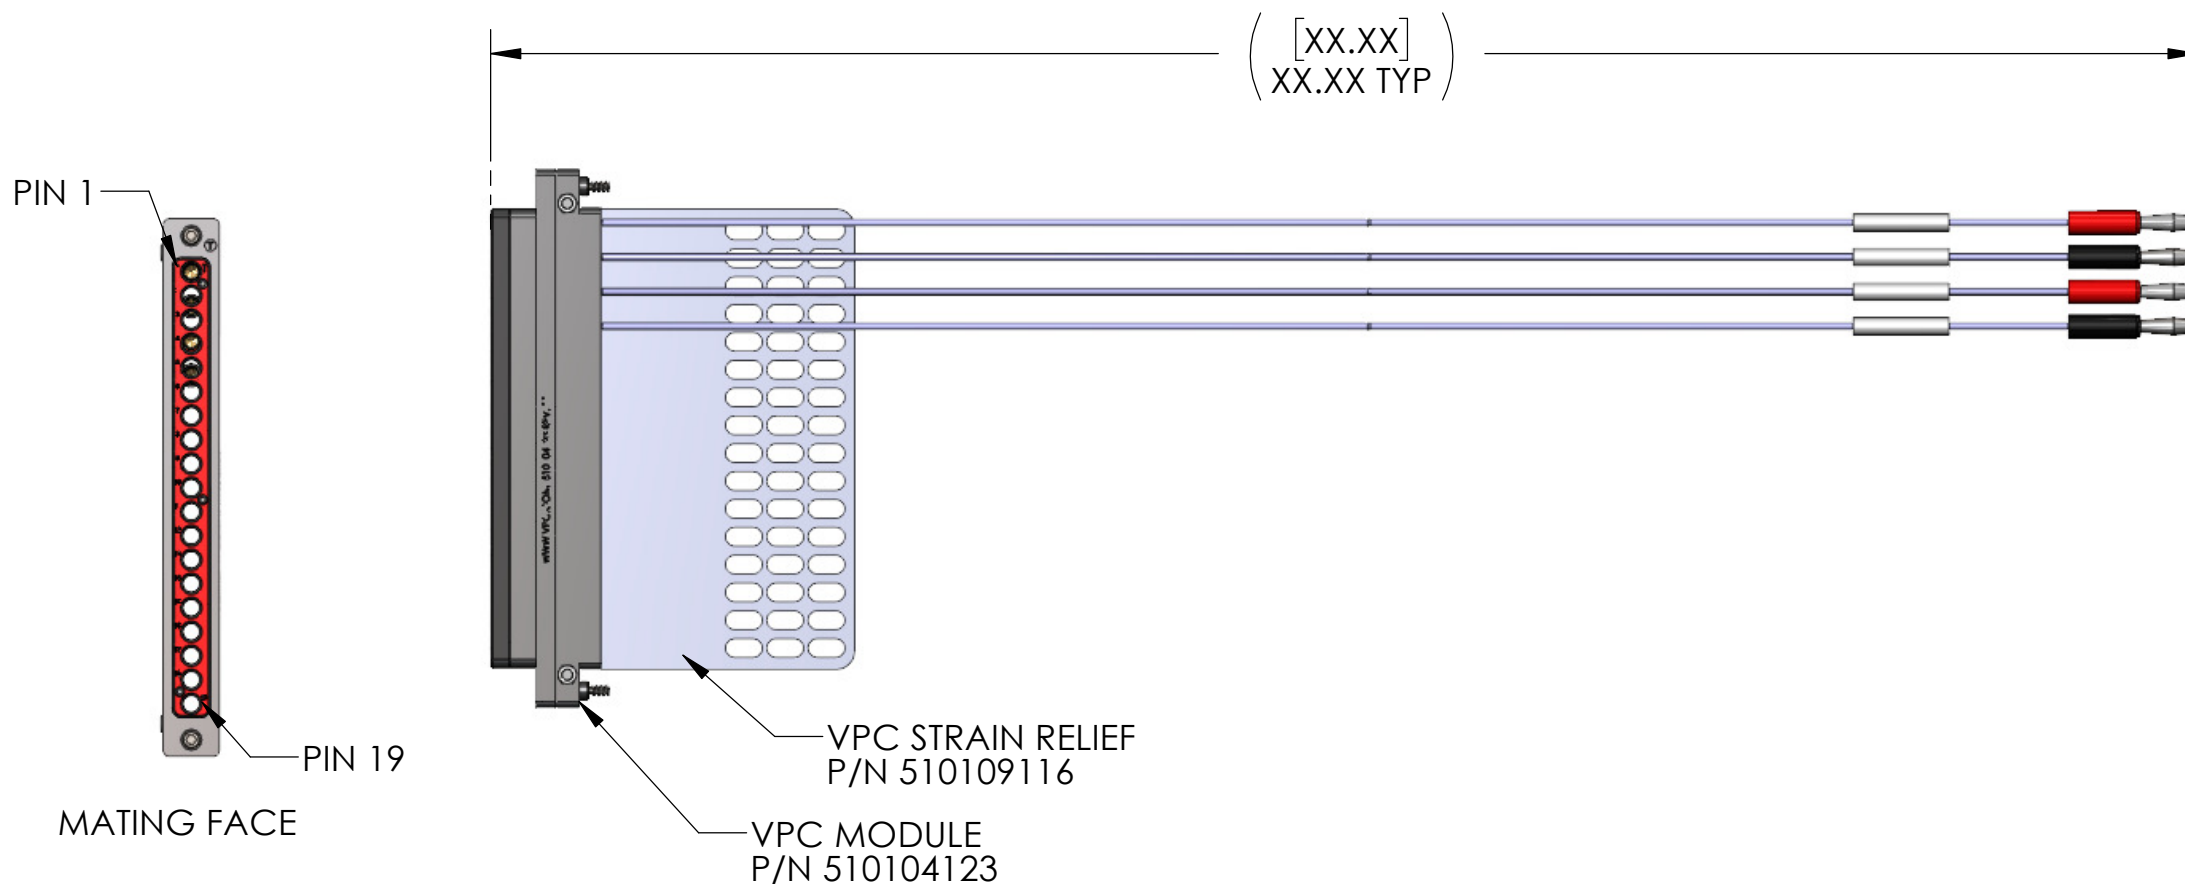 [XX.XX]
XX.XX TYP
PIN 1
PIN 19
MATING FACE
VPC STRAIN RELIEF
P/N 510109116
VPC MODULE
P/N 510104123